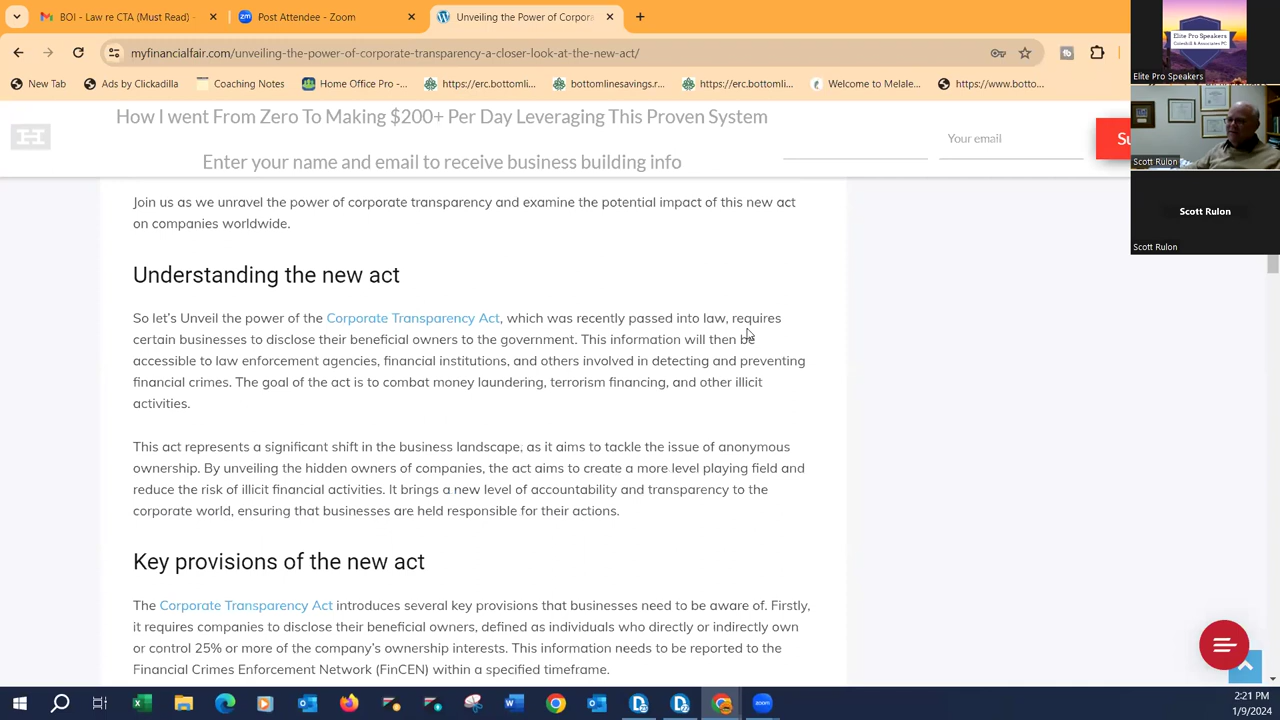 BOI - Law re CTA (Must Read) -
Post Attendee - Zoom
Unveiling the Power of Corpora
myfinancialfair.com/unveiling-the-power-of-corporate-transparency-an-in-depth-look-at-the-new-act/
New Tab
Ads by Clickadilla
Coaching Notes
Home Office Pro -...
bottomlinesavings.r...
https://erc.bottomli...
Welcome to Melale...
https://www.botto...
How I went From Zero To Making $200 Per Day Leveraging This Proven System
Enter your name and email to receive business building info
Your email
Su
Join us as we unravel the power of corporate transparency and examine the potential impact of this new act
on companies worldwide.
Understanding the new act
So let's Unveil the power of the Corporate Transparency Act, which was recently passed into law, requires
certain businesses to disclose their beneficial owners to the government. This information will then be
accessible to law enforcement agencies, financial institutions, and others involved in detecting and preventing
financial crimes. The goal of the act is to combat money laundering, terrorism financing, and other illicit
activities.
This act represents a significant shift in the business landscape, as it aims to tackle the issue of anonymous
ownership. By unveiling the hidden owners of companies, the act aims to create a more level playing field and
reduce the risk of illicit financial activities. It brings a new level of accountability and transparency to the
corporate world, ensuring that businesses are held responsible for their actions.
Key provisions of the new act
The Corporate Transparency Act introduces several key provisions that businesses need to be aware of. Firstly,
it requires companies to disclose their beneficial owners, defined as individuals who directly or indirectly own
or control 25% or more of the company's ownership interests. This information needs to be reported to the
Financial Crimes Enforcement Network (FinCEN) within a specified timeframe.
Elite Pro Speakers
Elite Pro Speakers
Scott Rulon
Scott Rulon
Scott Rulon
zoom
2:21 PM
1/9/2024